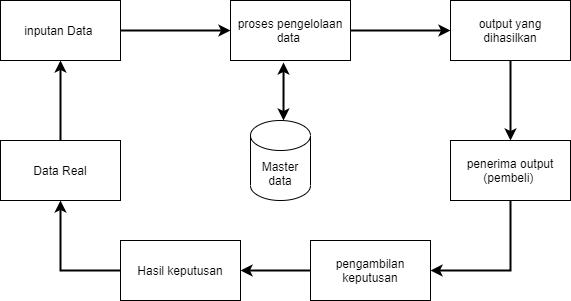 inputan Data
proses pengelolaan
data
output yang
dihasilkan
Data Real
Master
data
penerima output
(pembeli)
Hasil keputusan
pengambilan
keputusan